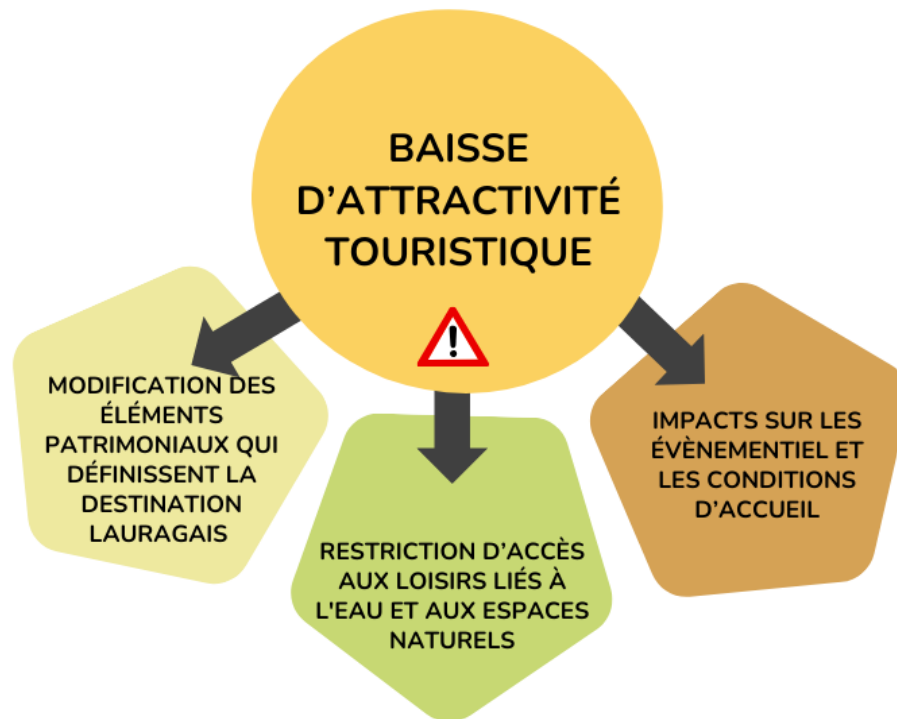 BAISSE
D'ATTRACTIVITÉ
TOURISTIQUE
!
MODIFICATION DES
ÉLÉMENTS
PATRIMONIAUX QUI
DÉFINISSENT LA
DESTINATION
LAURAGAIS
RESTRICTION D'ACCÈS
AUX LOISIRS LIÉS À
L'EAU ET AUX ESPACES
NATURELS
IMPACTS SUR LES
ÉVÈNEMENTIEL ET
LES CONDITIONS
D'ACCUEIL